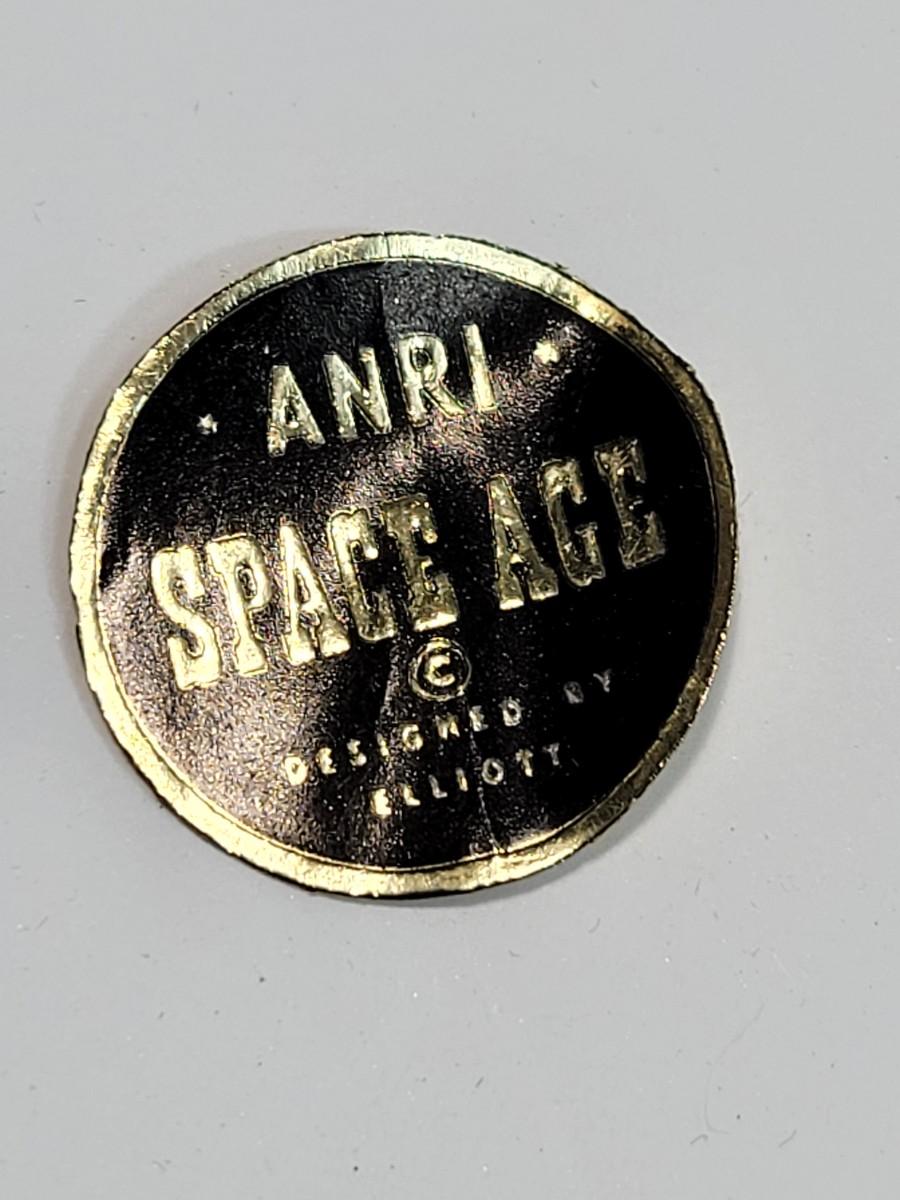 ANRI
SPACE AGE
©
DESIGNED BY
ELLIOTT